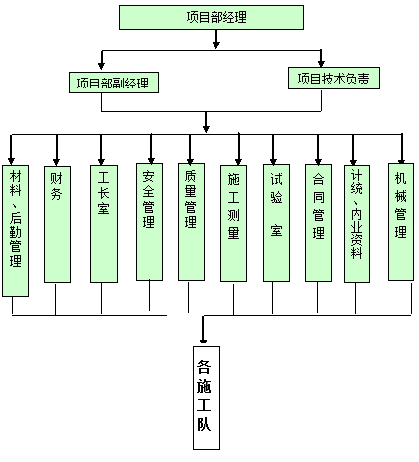 项目部经理
项目部副经理
项目技术负责
材料、后勤管理
财务
工长室
安全管理
质量管理
施工测量
试验室
合同管理
计统、内业资料
机械管理
各施工队